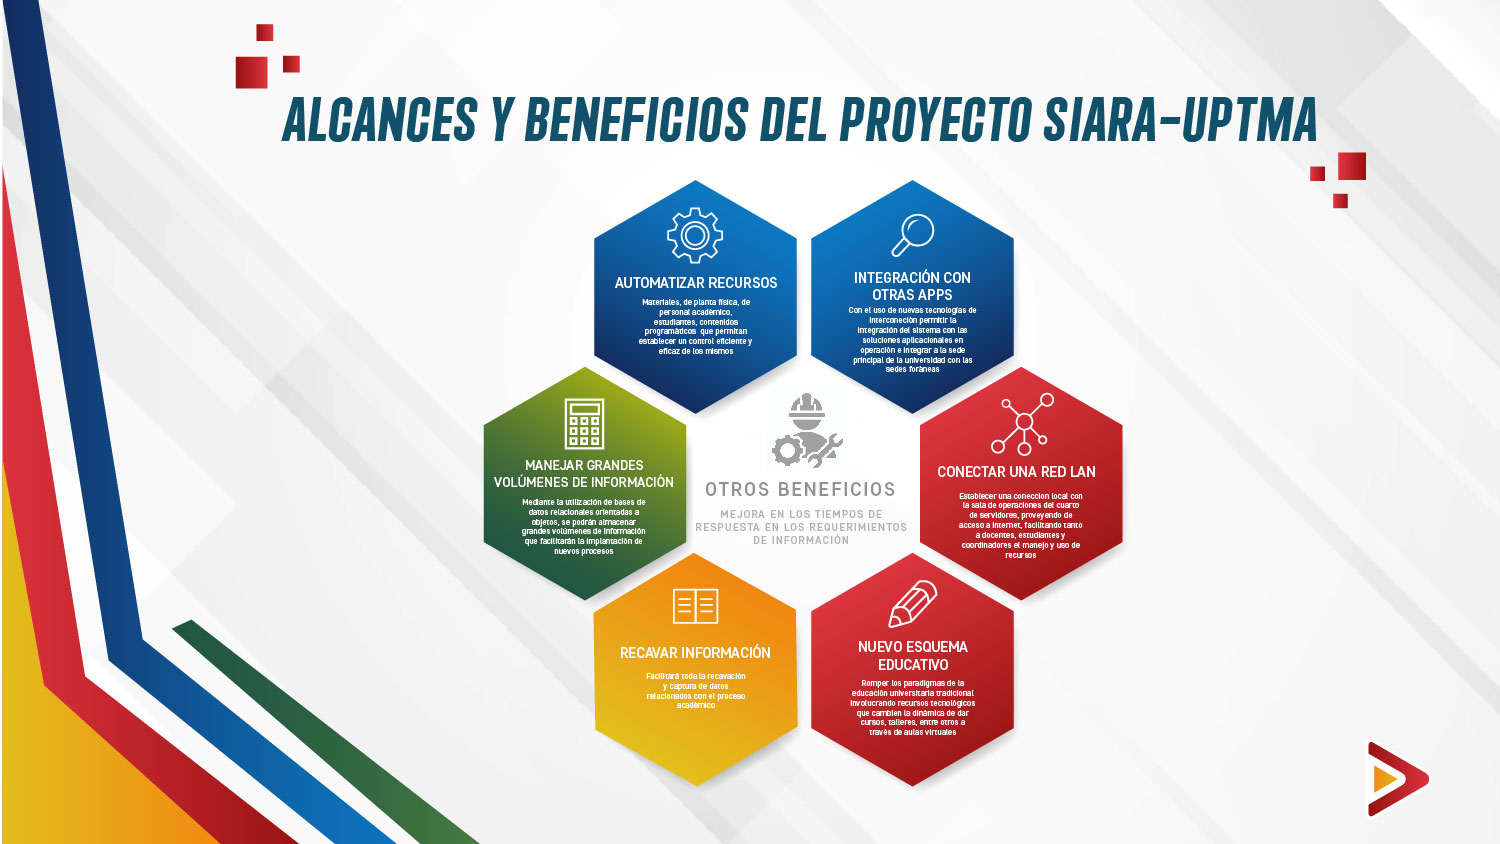 ALCANCES Y BENEFICIOS DEL PROYECTO SIARA-UPTMA
AUTOMATIZAR RECURSOS
Materiales, de planta física, de
personal académico,
estudiantes, contenidos
programáticos que permitan
establecer un control eficiente y
eficaz de los mismos
INTEGRACIÓN CON
OTRAS APPS
Con el uso de nuevas tecnologías de
interconeción permitir la
integración del sistema con las
soluciones aplicacionales en
operación e integrar a la sede
principal de la universidad con las
sedes foráneas
MANEJAR GRANDES
VOLÚMENES DE INFORMACIÓN
Mediante la utilización de bases de
datos relacionales orientadas a
objetos, se podrán almacenar
grandes volúmenes de información
que facilitarán la implantación de
nuevos procesos
OTROS BENEFICIOS
MEJORA EN LOS TIEMPOS DE
RESPUESTA EN LOS REQUERIMIENTOS
DE INFORMACIÓN
CONECTAR UNA RED LAN
Establecer una coneccion local con
la sala de operaciones del cuarto
de servidores, proveyendo de
acceso a internet, facilitando tanto
a docentes, estudiantes y
coordinadores el manejo y uso de
recursos
RECAVAR INFORMACIÓN
Facilitará toda la recavación
y captura de datos
relacionados con el proceso
académico
NUEVO ESQUEMA
EDUCATIVO
Romper los paradigmas de la
educación universitaria tradicional
involucrando recursos tecnológicos
que cambien la dinámica de dar
cursos, talleres, entre otros a
través de aulas virtuales